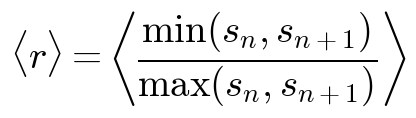 ⟨r⟩ = ⟨ min(sₙ, sₙ₊₁) / max(sₙ, sₙ₊₁) ⟩